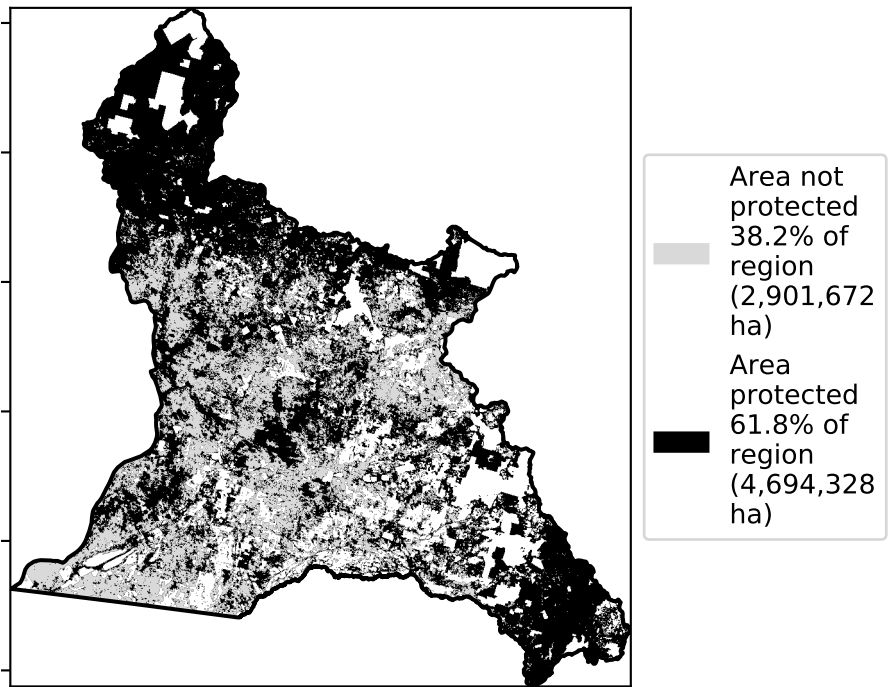 Area not
protected
38.2% of
region
(2,901,672
ha)
Area
protected
61.8% of
region
(4,694,328
ha)